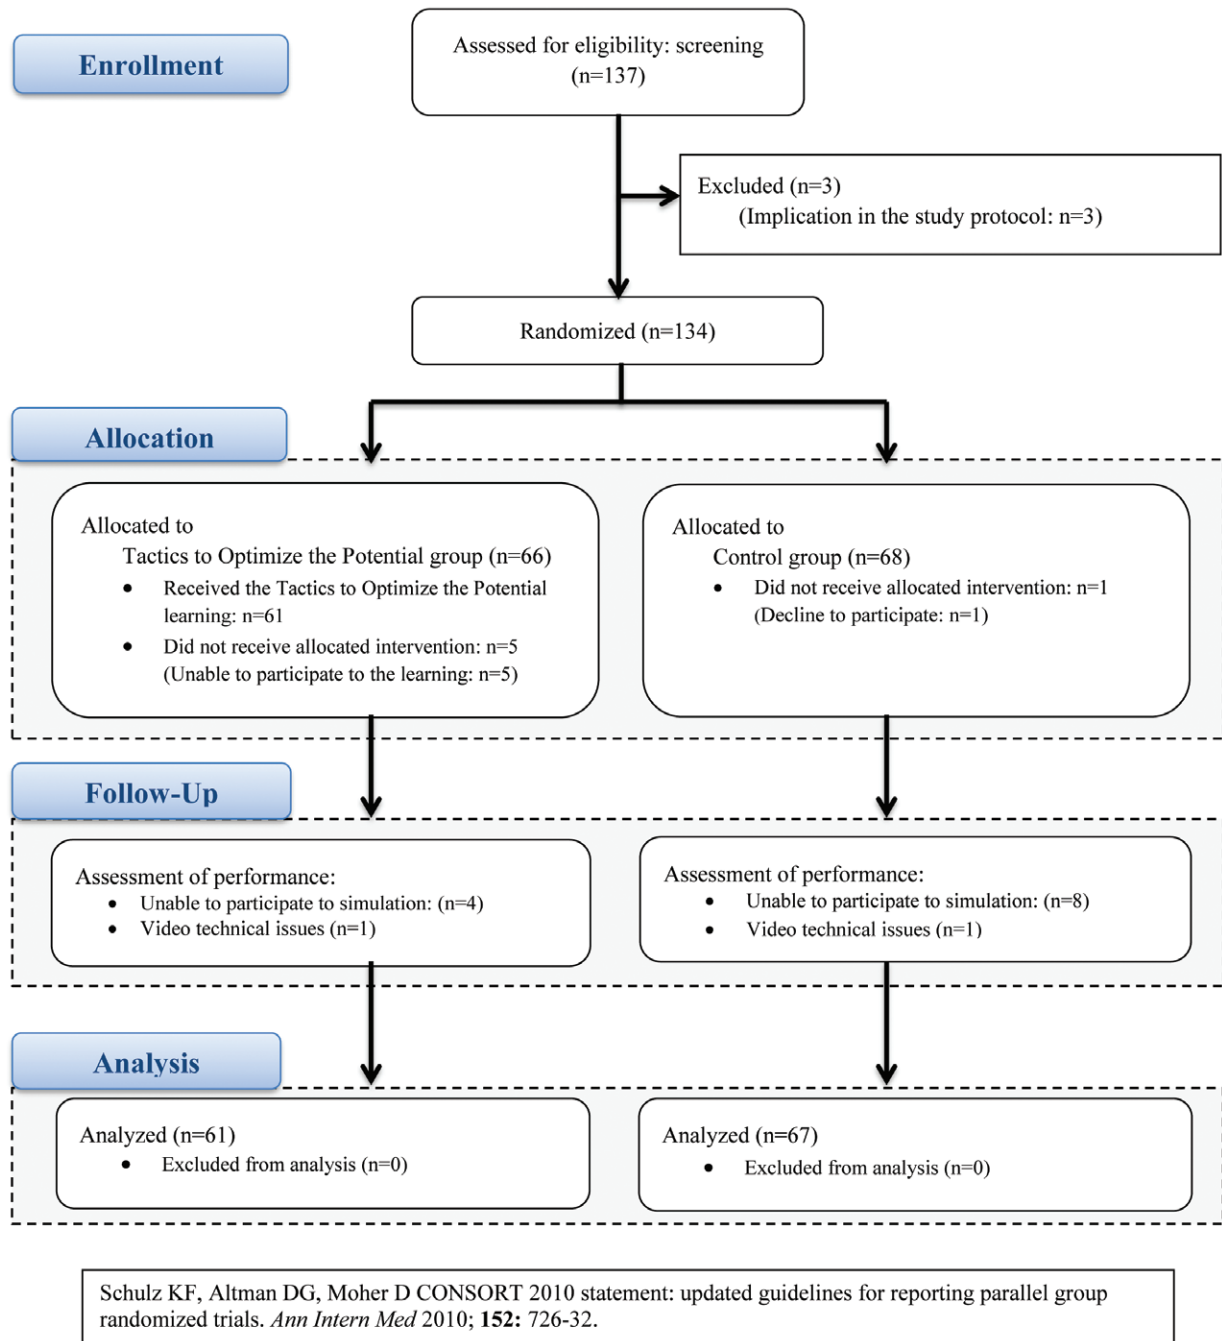 Enrollment
Assessed for eligibility: screening
(n=137)
Excluded (n=3)
(Implication in the study protocol: n=3)
Randomized (n=134)
Allocation
Allocated to
Tactics to Optimize the Potential group (n=66)
• Received the Tactics to Optimize the Potential
learning: n=61
• Did not receive allocated intervention: n=5
(Unable to participate to the learning: n=5)
Allocated to
Control group (n=68)
• Did not receive allocated intervention: n=1
(Decline to participate: n=1)
Follow-Up
Assessment of performance:
• Unable to participate to simulation: (n=4)
• Video technical issues (n=1)
Assessment of performance:
• Unable to participate to simulation: (n=8)
• Video technical issues (n=1)
Analysis
Analyzed (n=61)
• Excluded from analysis (n=0)
Analyzed (n=67)
• Excluded from analysis (n=0)
Schulz KF, Altman DG, Moher D CONSORT 2010 statement: updated guidelines for reporting parallel group
randomized trials. Ann Intern Med 2010; 152: 726-32.